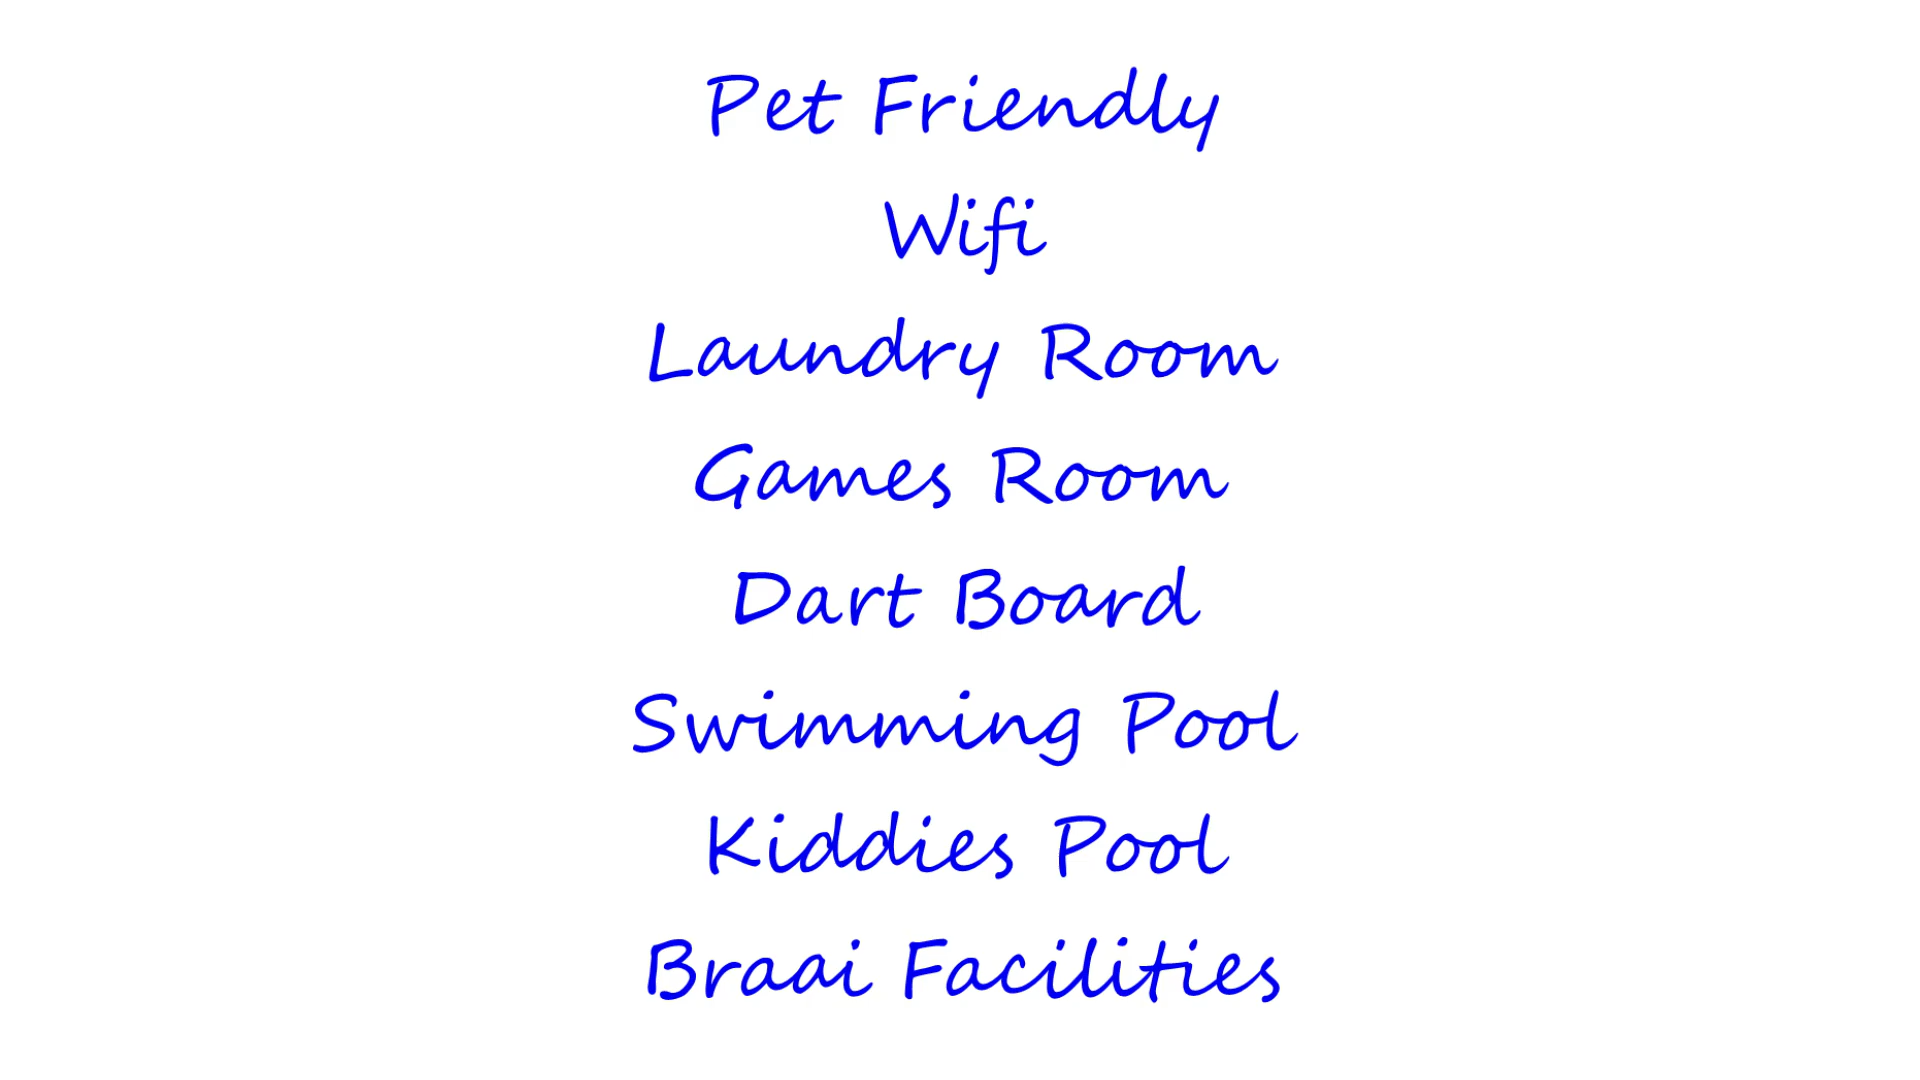 Pet Friendly
Wifi
Laundry Room
Games Room
Dart Board
Swimming Pool
Kiddies Pool
Braai Facilities